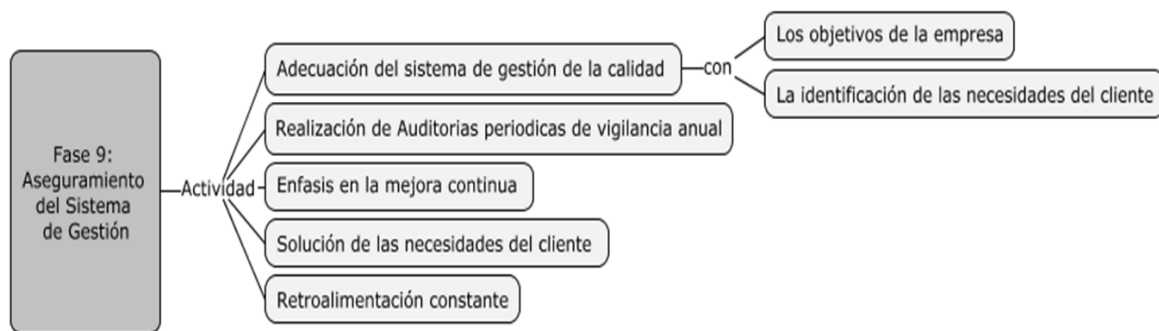 Fase 9:
Aseguramiento
del Sistema
de Gestión
Actividad
Adecuación del sistema de gestión de la calidad
con
Los objetivos de la empresa
La identificación de las necesidades del cliente
Realización de Auditorias periodicas de vigilancia anual
Enfasis en la mejora continua
Solución de las necesidades del cliente
Retroalimentación constante